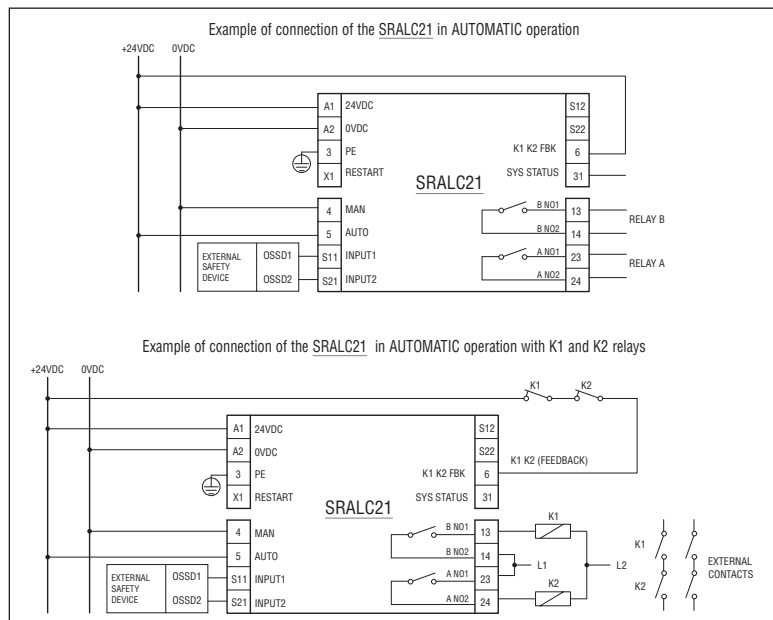 Example of connection of the SRALC21 in AUTOMATIC operation
+24VDC 0VDC
A1 24VDC S12
A2 0VDC S22
3 PE K1 K2 FBK 6
X1 RESTART SYS STATUS 31
SRALC21
4 MAN B NO1 13
RELAY B
5 AUTO B NO2 14
EXTERNAL SAFETY DEVICE
OSSD1 S11 INPUT1 A NO1 23
RELAY A
OSSD2 S21 INPUT2 A NO2 24
Example of connection of the SRALC21 in AUTOMATIC operation with K1 and K2 relays
+24VDC 0VDC
K1 K2
A1 24VDC S12
A2 0VDC S22
3 PE K1 K2 FBK 6 K1 K2 (FEEDBACK)
X1 RESTART SYS STATUS 31
SRALC21
4 MAN B NO1 13 K1
5 AUTO B NO2 14
L1 L2
EXTERNAL
SAFETY
DEVICE
OSSD1 S11 INPUT1 A NO1 23
OSSD2 S21 INPUT2 A NO2 24 K2
K1
K2
EXTERNAL
CONTACTS